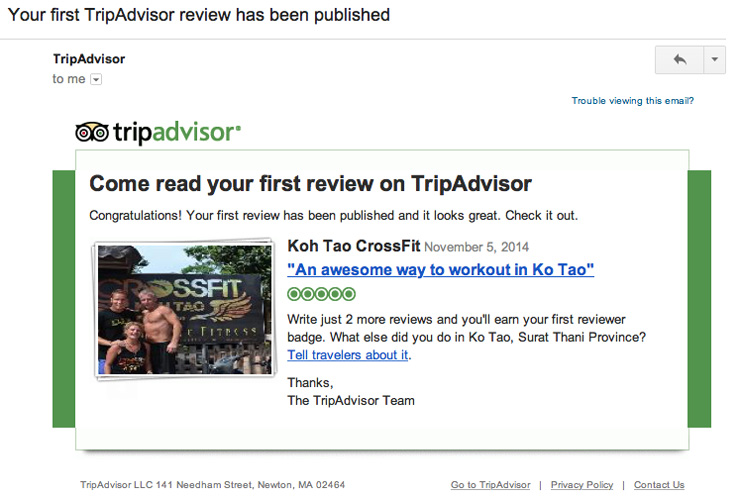 Your first TripAdvisor review has been published
TripAdvisor
to me
Trouble viewing this email?
tripadvisor
Come read your first review on TripAdvisor
Congratulations! Your first review has been published and it looks great. Check it out.
Koh Tao CrossFit November 5, 2014
"An awesome way to workout in Ko Tao"
CROSSFIT
TAO
FITNESS
Write just 2 more reviews and you'll earn your first reviewer
badge. What else did you do in Ko Tao, Surat Thani Province?
Tell travelers about it.
Thanks,
The TripAdvisor Team
TripAdvisor LLC 141 Needham Street, Newton, MA 02464
Go to TripAdvisor | Privacy Policy | Contact Us